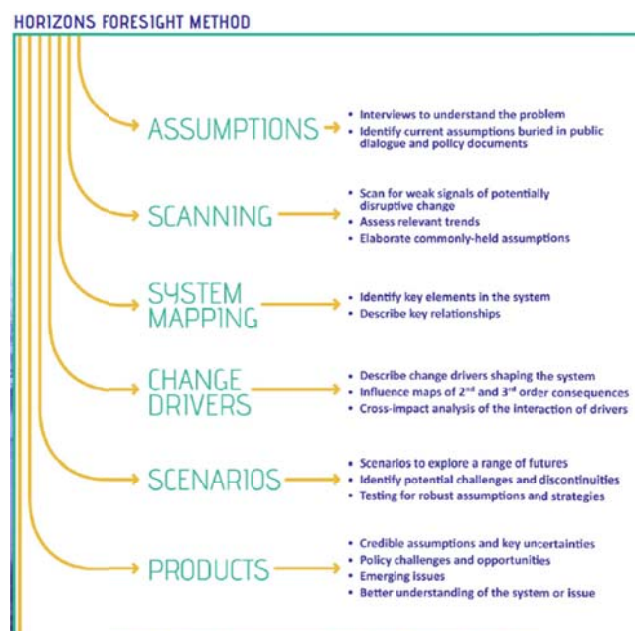 HORIZONS FORESIGHT METHOD
ASSUMPTIONS
• Interviews to understand the problem
• Identify current assumptions buried in public
dialogue and policy documents
SCANNING
• Scan for weak signals of potentially
disruptive change
• Assess relevant trends
• Elaborate commonly-held assumptions
SYSTEM
MAPPING
• Identify key elements in the system
• Describe key relationships
CHANGE
DRIVERS
• Describe change drivers shaping the system
• Influence maps of 2nd and 3rd order consequences
• Cross-impact analysis of the interaction of drivers
SCENARIOS
• Scenarios to explore a range of futures
• Identify potential challenges and discontinuities
• Testing for robust assumptions and strategies
PRODUCTS
• Credible assumptions and key uncertainties
• Policy challenges and opportunities
• Emerging issues
• Better understanding of the system or issue